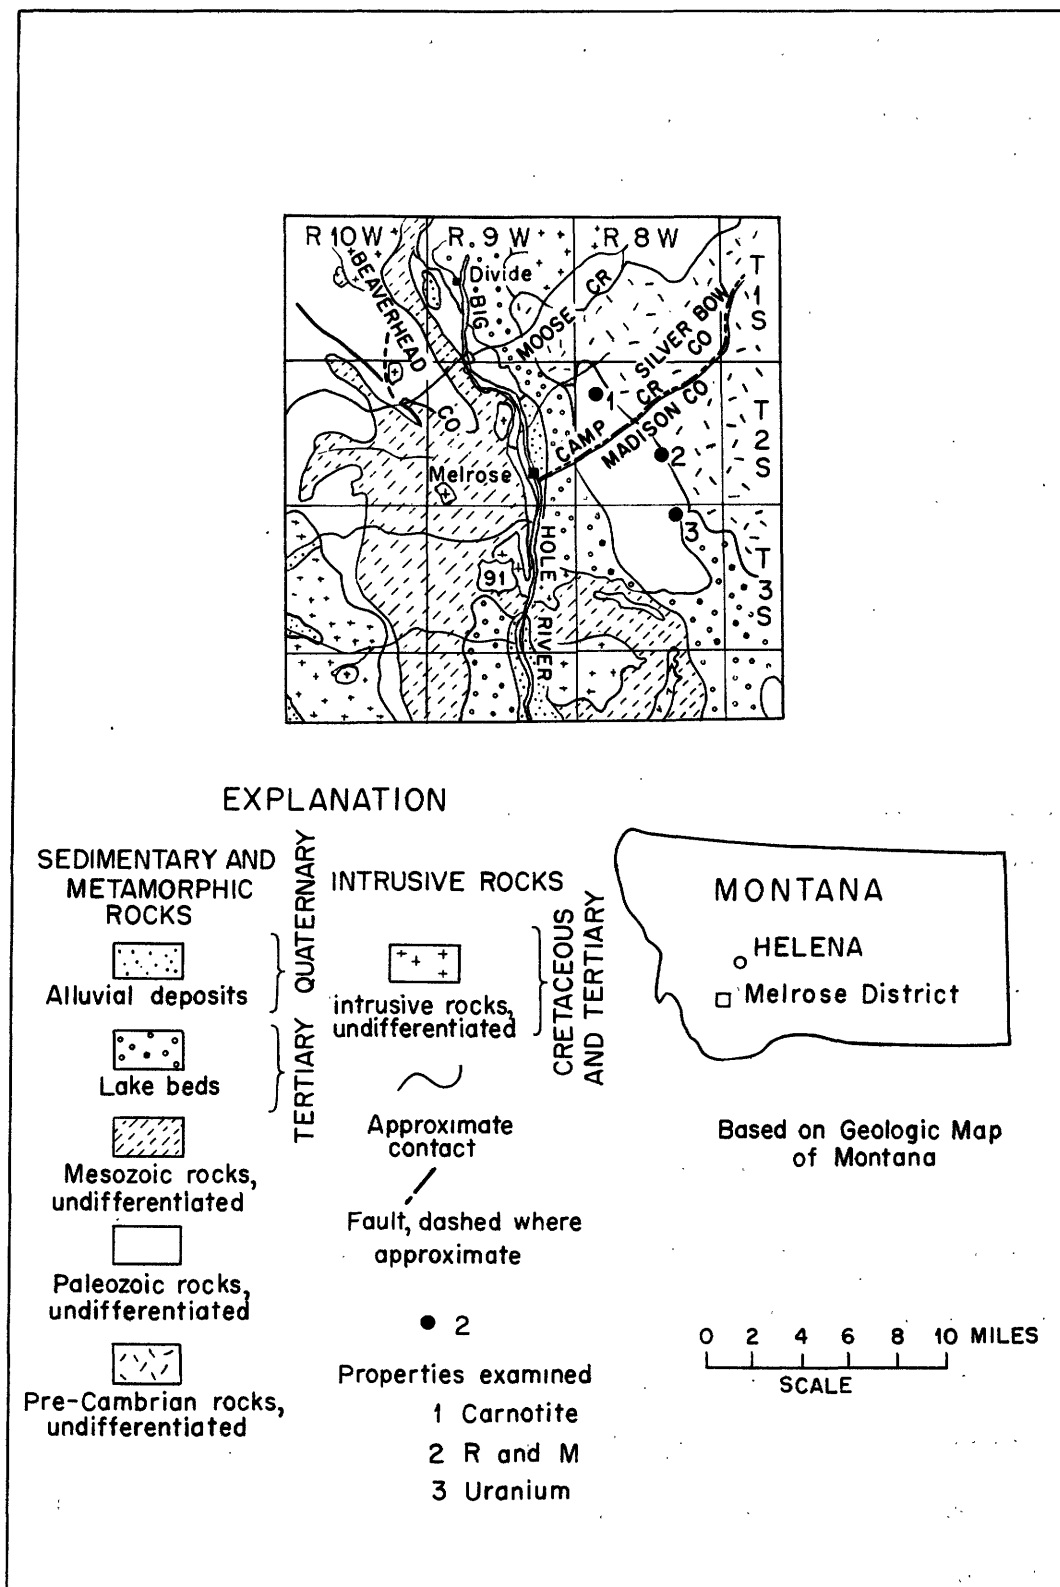 R 10 W
R. 9 W
R 8 W
BEAVERHEAD
CO
Divide
BIG
MOOSE CR
SILVER BOW
CO
T
1
S
1
CAMP CR
MADISON CO
T
2
S
2
Melrose
3
HOLE
91
T
3
S
RIVER
EXPLANATION
SEDIMENTARY AND
METAMORPHIC
ROCKS
Alluvial deposits
QUATERNARY
Lake beds
TERTIARY
Mesozoic rocks,
undifferentiated
Paleozoic rocks,
undifferentiated
Pre-Cambrian rocks,
undifferentiated
INTRUSIVE ROCKS
intrusive rocks,
undifferentiated
CRETACEOUS
AND TERTIARY
Approximate
contact
Fault, dashed where
approximate
2
Properties examined
1 Carnotite
2 R and M
3 Uranium
MONTANA
HELENA
Melrose District
Based on Geologic Map
of Montana
0 2 4 6 8 10 MILES
SCALE